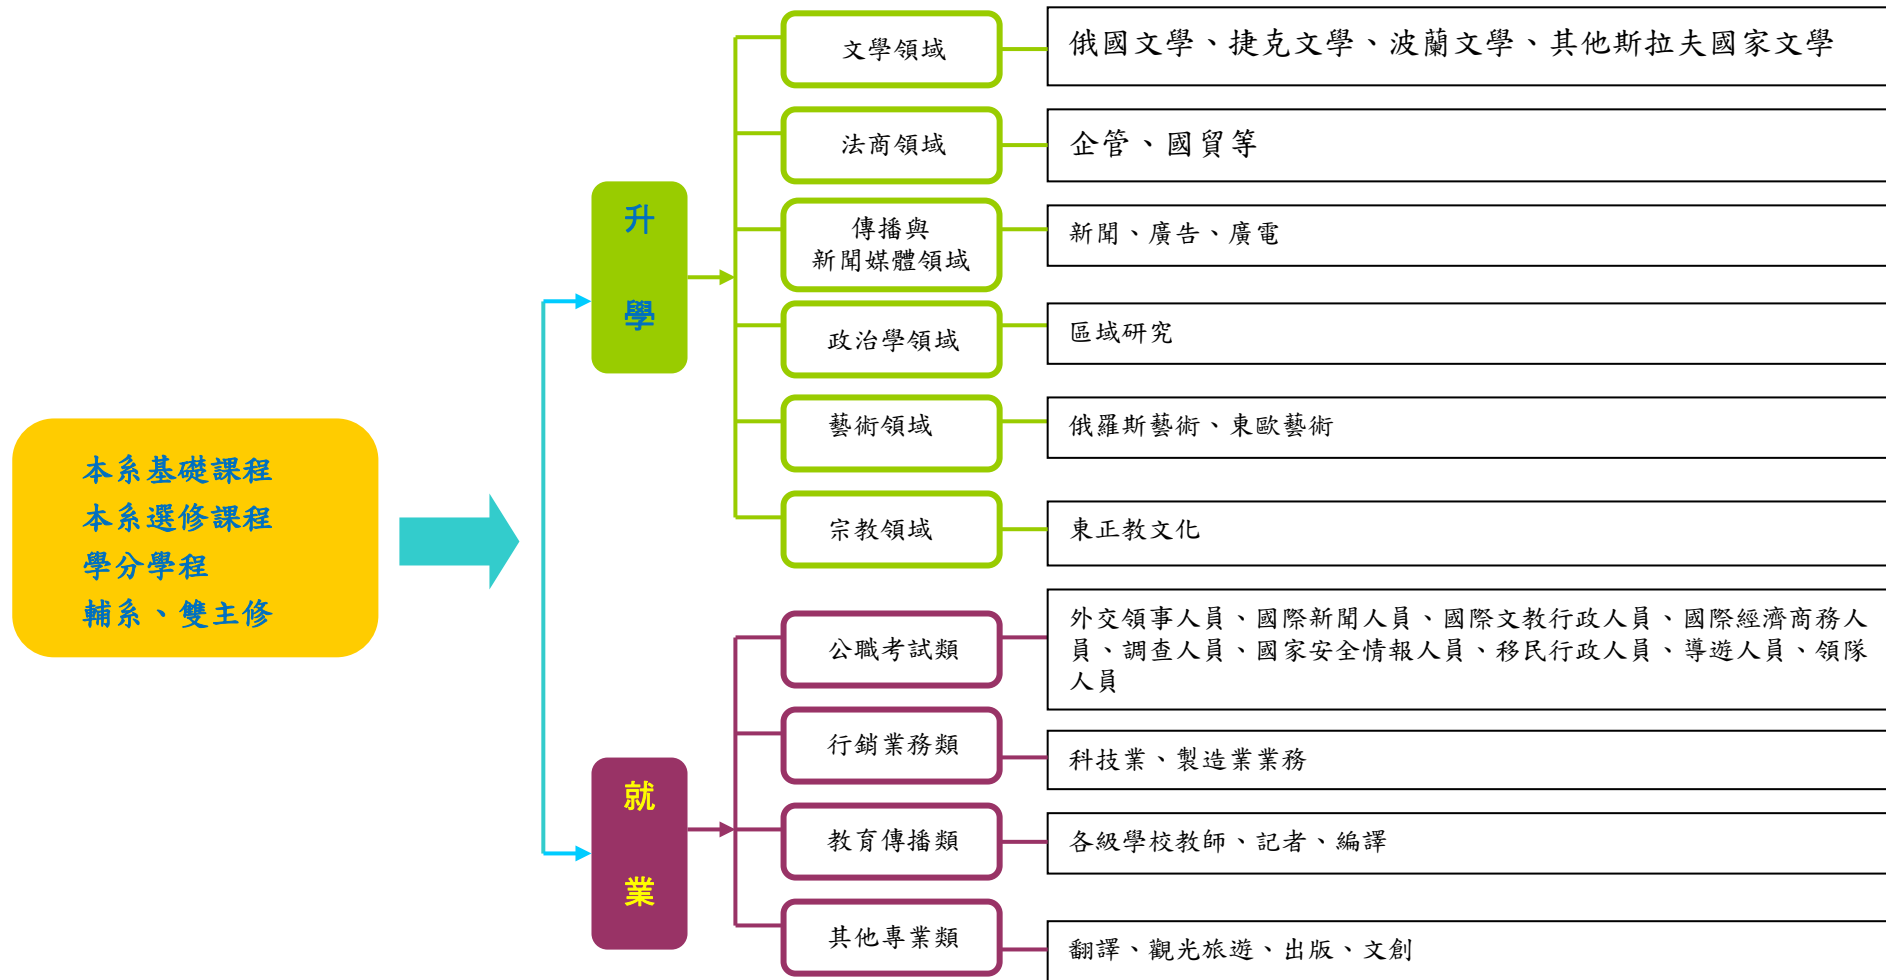 本系基礎課程
本系選修課程
學分學程
輔系、雙主修
升
學
文學領域
俄國文學、捷克文學、波蘭文學、其他斯拉夫國家文學
法商領域
企管、國貿等
傳播與
新聞媒體領域
新聞、廣告、廣電
政治學領域
區域研究
藝術領域
俄羅斯藝術、東歐藝術
宗教領域
東正教文化
就
業
公職考試類
外交領事人員、國際新聞人員、國際文教行政人員、國際經濟商務人
員、調查人員、國家安全情報人員、移民行政人員、導遊人員、領隊
人員
行銷業務類
科技業、製造業業務
教育傳播類
各級學校教師、記者、編譯
其他專業類
翻譯、觀光旅遊、出版、文創